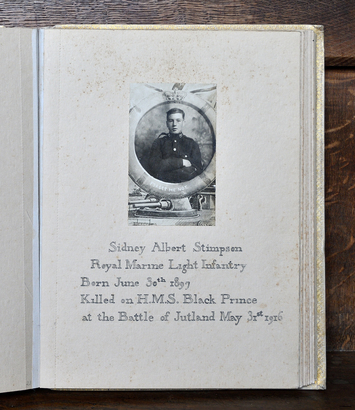 Sidney Albert Stimpson
Royal Marine Light Infantry
Born June 30th 1897
Killed on H.M.S. Black Prince
at the Battle of Jutland May 31st 1916